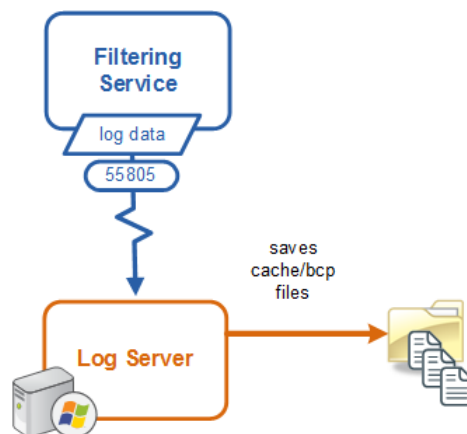 Filtering
Service
log data
55805
saves
cache/bcp
files
Log Server